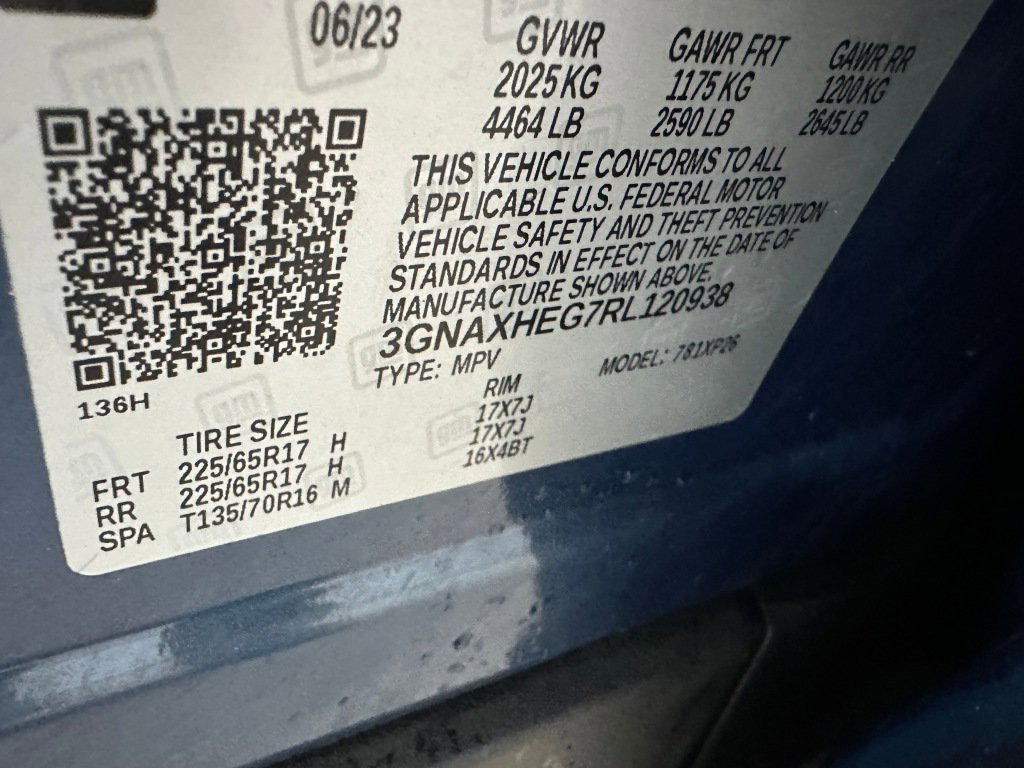 06/23 GVWR GAWR FRT GAWR RR
2025 KG 1175 KG 1200 KG
4464 LB 2590 LB 2645 LB
THIS VEHICLE CONFORMS TO ALL
APPLICABLE U.S. FEDERAL MOTOR
VEHICLE SAFETY AND THEFT PREVENTION
STANDARDS IN EFFECT ON THE DATE OF
MANUFACTURE SHOWN ABOVE.
3GNAXHEG7RL120938
TYPE: MPV MODEL: 781XP26
136H
TIRE SIZE RIM
FRT 225/65R17 H 17X7J
RR 225/65R17 H 17X7J
SPA T135/70R16 M 16X4BT